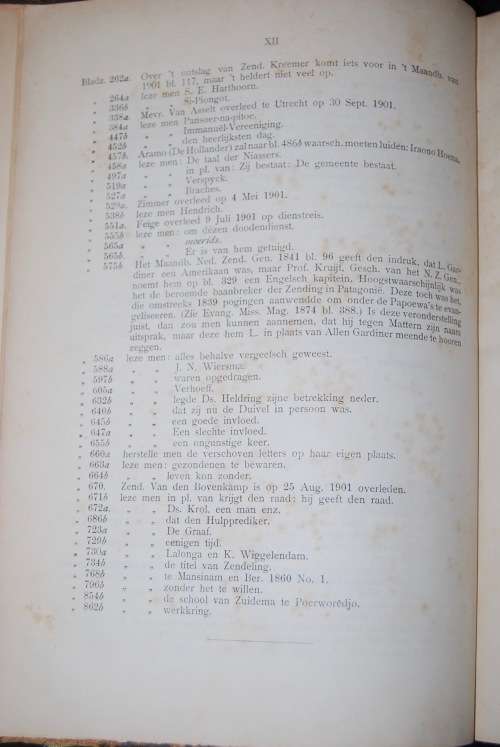 XII
Bladz. 262a. Over 't ontslag van Zend. Kreemer komt iets voor in 't Maandb. van
1901 bl. 117, maar 't heldert niet veel op.
„ 264a leze men S. E. Harthoorn.
„ 336b „ „ Si-Piongot.
„ 358a. Mevr. Van Asselt overleed te Utrecht op 30 Sept. 1901.
„ 384a leze men Pansoer-na-pitoe.
„ 447b „ „ Immanuël-Vereeniging.
„ 452b „ „ den heerlijksten dag.
„ 457b. Aramo (De Hollander) zal naar bl. 486b waarsch. moeten luiden: Iraono Hoena.
„ 458a leze men: De taal der Niassers.
„ 497a „ in pl. van: Zij bestaat: De gemeente bestaat.
„ 519a „ Verspyck.
„ 527a „ Braches.
„ 529a. Zimmer overleed op 4 Mei 1901.
„ 538b leze men Hendrich.
„ 551a. Feige overleed 9 Juli 1901 op dienstreis.
„ 555b leze men: om dezen doodendienst.
„ 565a „ „ moerids.
„ 565b. „ „ Er is van hem getuigd.
„ 575b Het Maandb. Ned. Zend. Gen. 1841 bl. 96 geeft den indruk, dat L. Gardiner
een Amerikaan was, maar Prof. Kruijf, Gesch. van het N. Z. Gen.,
noemt hem op bl. 329 een Engelsch kapitein. Hoogstwaarschijnlijk was
het de beroemde baanbreker der Zending in Patagonië. Deze toch was het,
die omstreeks 1839 pogingen aanwendde om onder de Papoewa's te evangeliseeren.
(Zie Evang. Miss. Mag. 1874 bl. 388.) Is deze veronderstelling
juist, dan zou men kunnen aannemen, dat hij tegen Mattern zijn naam
uitsprak, maar deze hem L. in plaats van Allen Gardiner meende te hooren
zeggen.
„ 586a leze men: alles behalve vergeefsch geweest.
„ 588a „ „ J. N. Wiersma.
„ 597b „ „ waren opgedragen.
„ 605a „ „ Verhoeff.
„ 632b „ „ legde Ds. Heldring zijne betrekking neder.
„ 640b „ „ dat zij nu de Duivel in persoon was.
„ 645b „ „ een goede invloed.
„ 647a „ „ Een slechte invloed.
„ 655b „ „ een ongunstige keer.
„ 660a herstelle men de verschoven letters op haar eigen plaats.
„ 663a leze men: gezondenen te bewaren.
„ 664b „ „ leven kon zonder.
„ 670. Zend. Van den Bovenkamp is op 25 Aug. 1901 overleden.
„ 671b leze men in pl. van krijgt den raad: hij geeft den raad.
„ 672a. „ „ Ds. Krol. een man enz.
„ 686b „ „ dat den Hulpprediker.
„ 723a „ „ De Graaf.
„ 729b „ „ eenigen tijd.
„ 730a „ „ Lalonga en K. Wiggelendam.
„ 734b „ „ de titel van Zendeling.
„ 768b „ „ te Mansinam en Ber. 1860 No. 1.
„ 796b „ „ zonder het te willen.
„ 854b „ „ de school van Zuidema te Poerworĕdjo.
„ 862b „ „ werkkring.